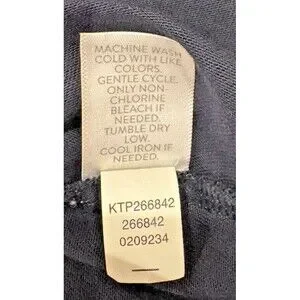 MACHINE WASH
COLD WITH LIKE
COLORS.
GENTLE CYCLE.
ONLY NON
CHLORINE
BLEACH IF
NEEDED.
TUMBLE DRY
LOW.
COOL IRON IF
NEEDED.
KTP266842
266842
0209234